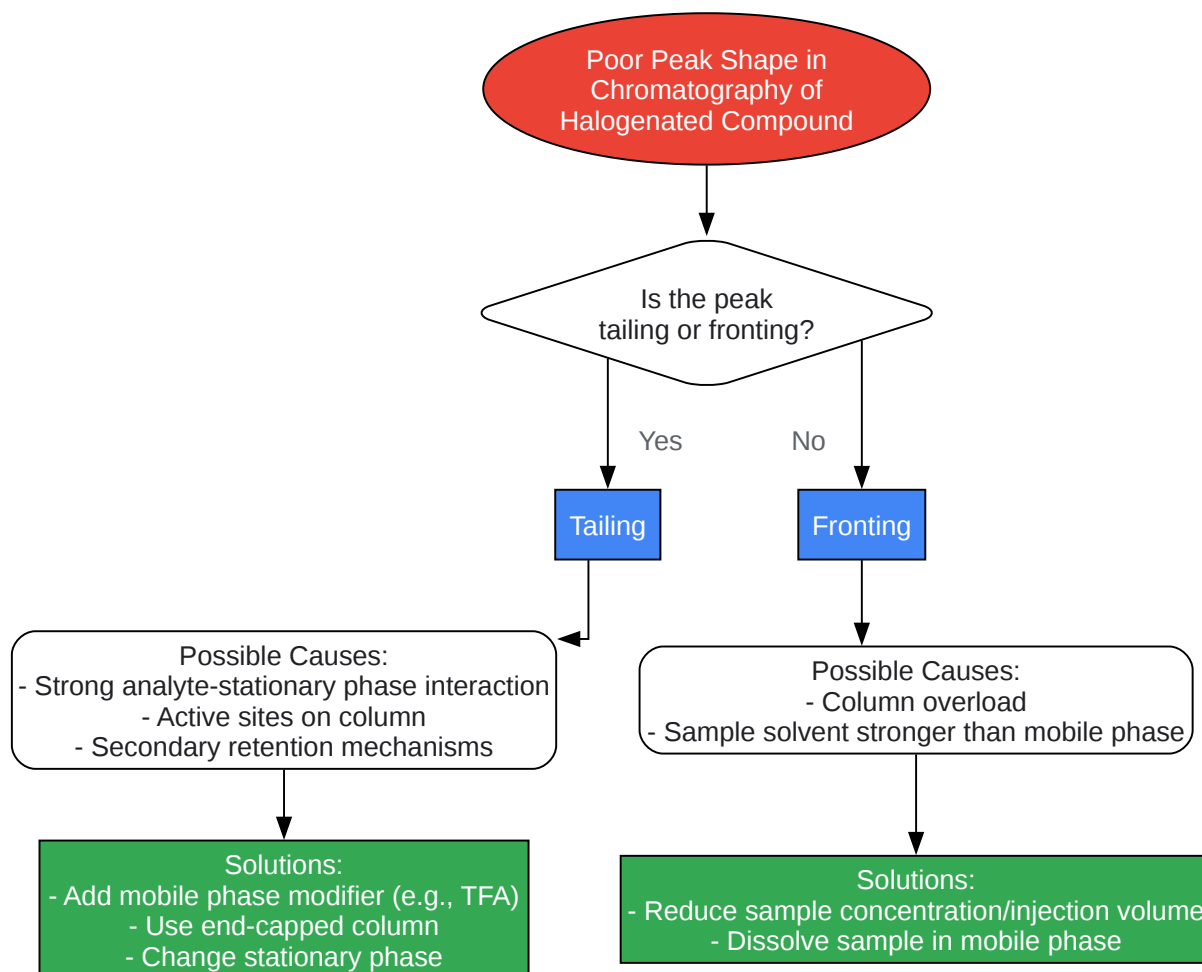 Poor Peak Shape in
Chromatography of
Halogenated Compound
Is the peak
tailing or fronting?
Yes
No
Tailing
Fronting
Possible Causes:
- Strong analyte-stationary phase interaction
- Active sites on column
- Secondary retention mechanisms
Possible Causes:
- Column overload
- Sample solvent stronger than mobile phase
Solutions:
- Add mobile phase modifier (e.g., TFA)
- Use end-capped column
- Change stationary phase
Solutions:
- Reduce sample concentration/injection volume
- Dissolve sample in mobile phase